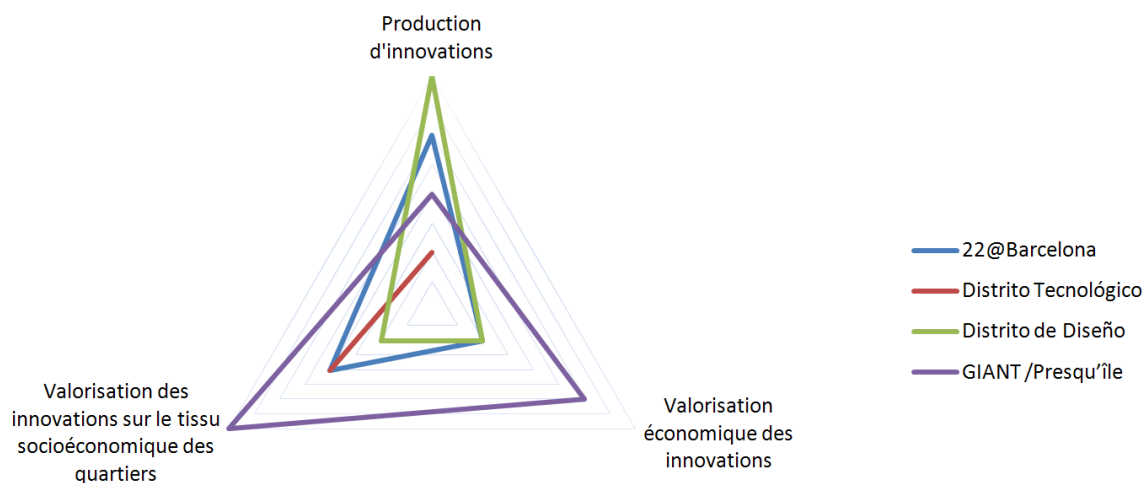 Production
d'innovations
22@Barcelona
Distrito Tecnológico
Distrito de Diseño
GIANT /Presqu’île
Valorisation des
innovations sur le tissu
socioéconomique des
quartiers
Valorisation
économique des
innovations